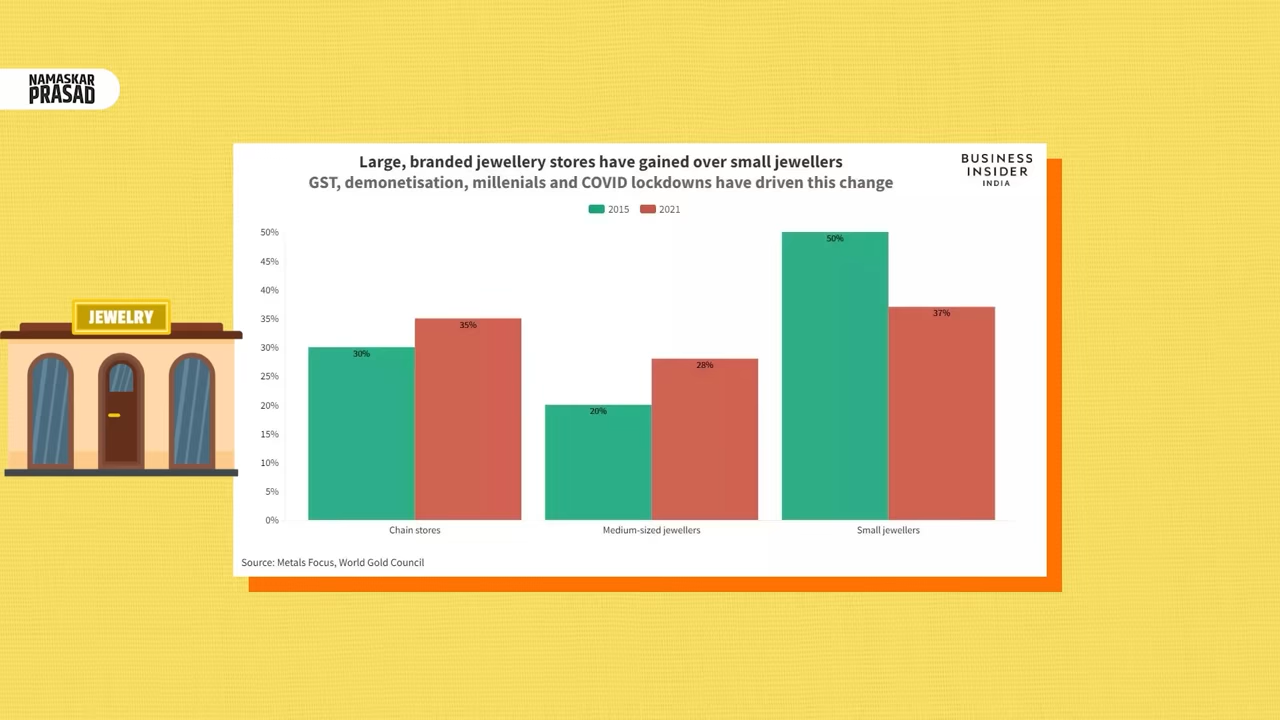 NAMASKAR
PRASAD
Large, branded jewellery stores have gained over small jewellers
GST, demonetisation, millenials and COVID lockdowns have driven this change
BUSINESS
INSIDER
INDIA
2015 2021
50%
45%
40%
35%
30%
25%
20%
15%
10%
5%
0%
30%
35%
20%
28%
50%
37%
Chain stores Medium-sized jewellers Small jewellers
Source: Metals Focus, World Gold Council
JEWELRY